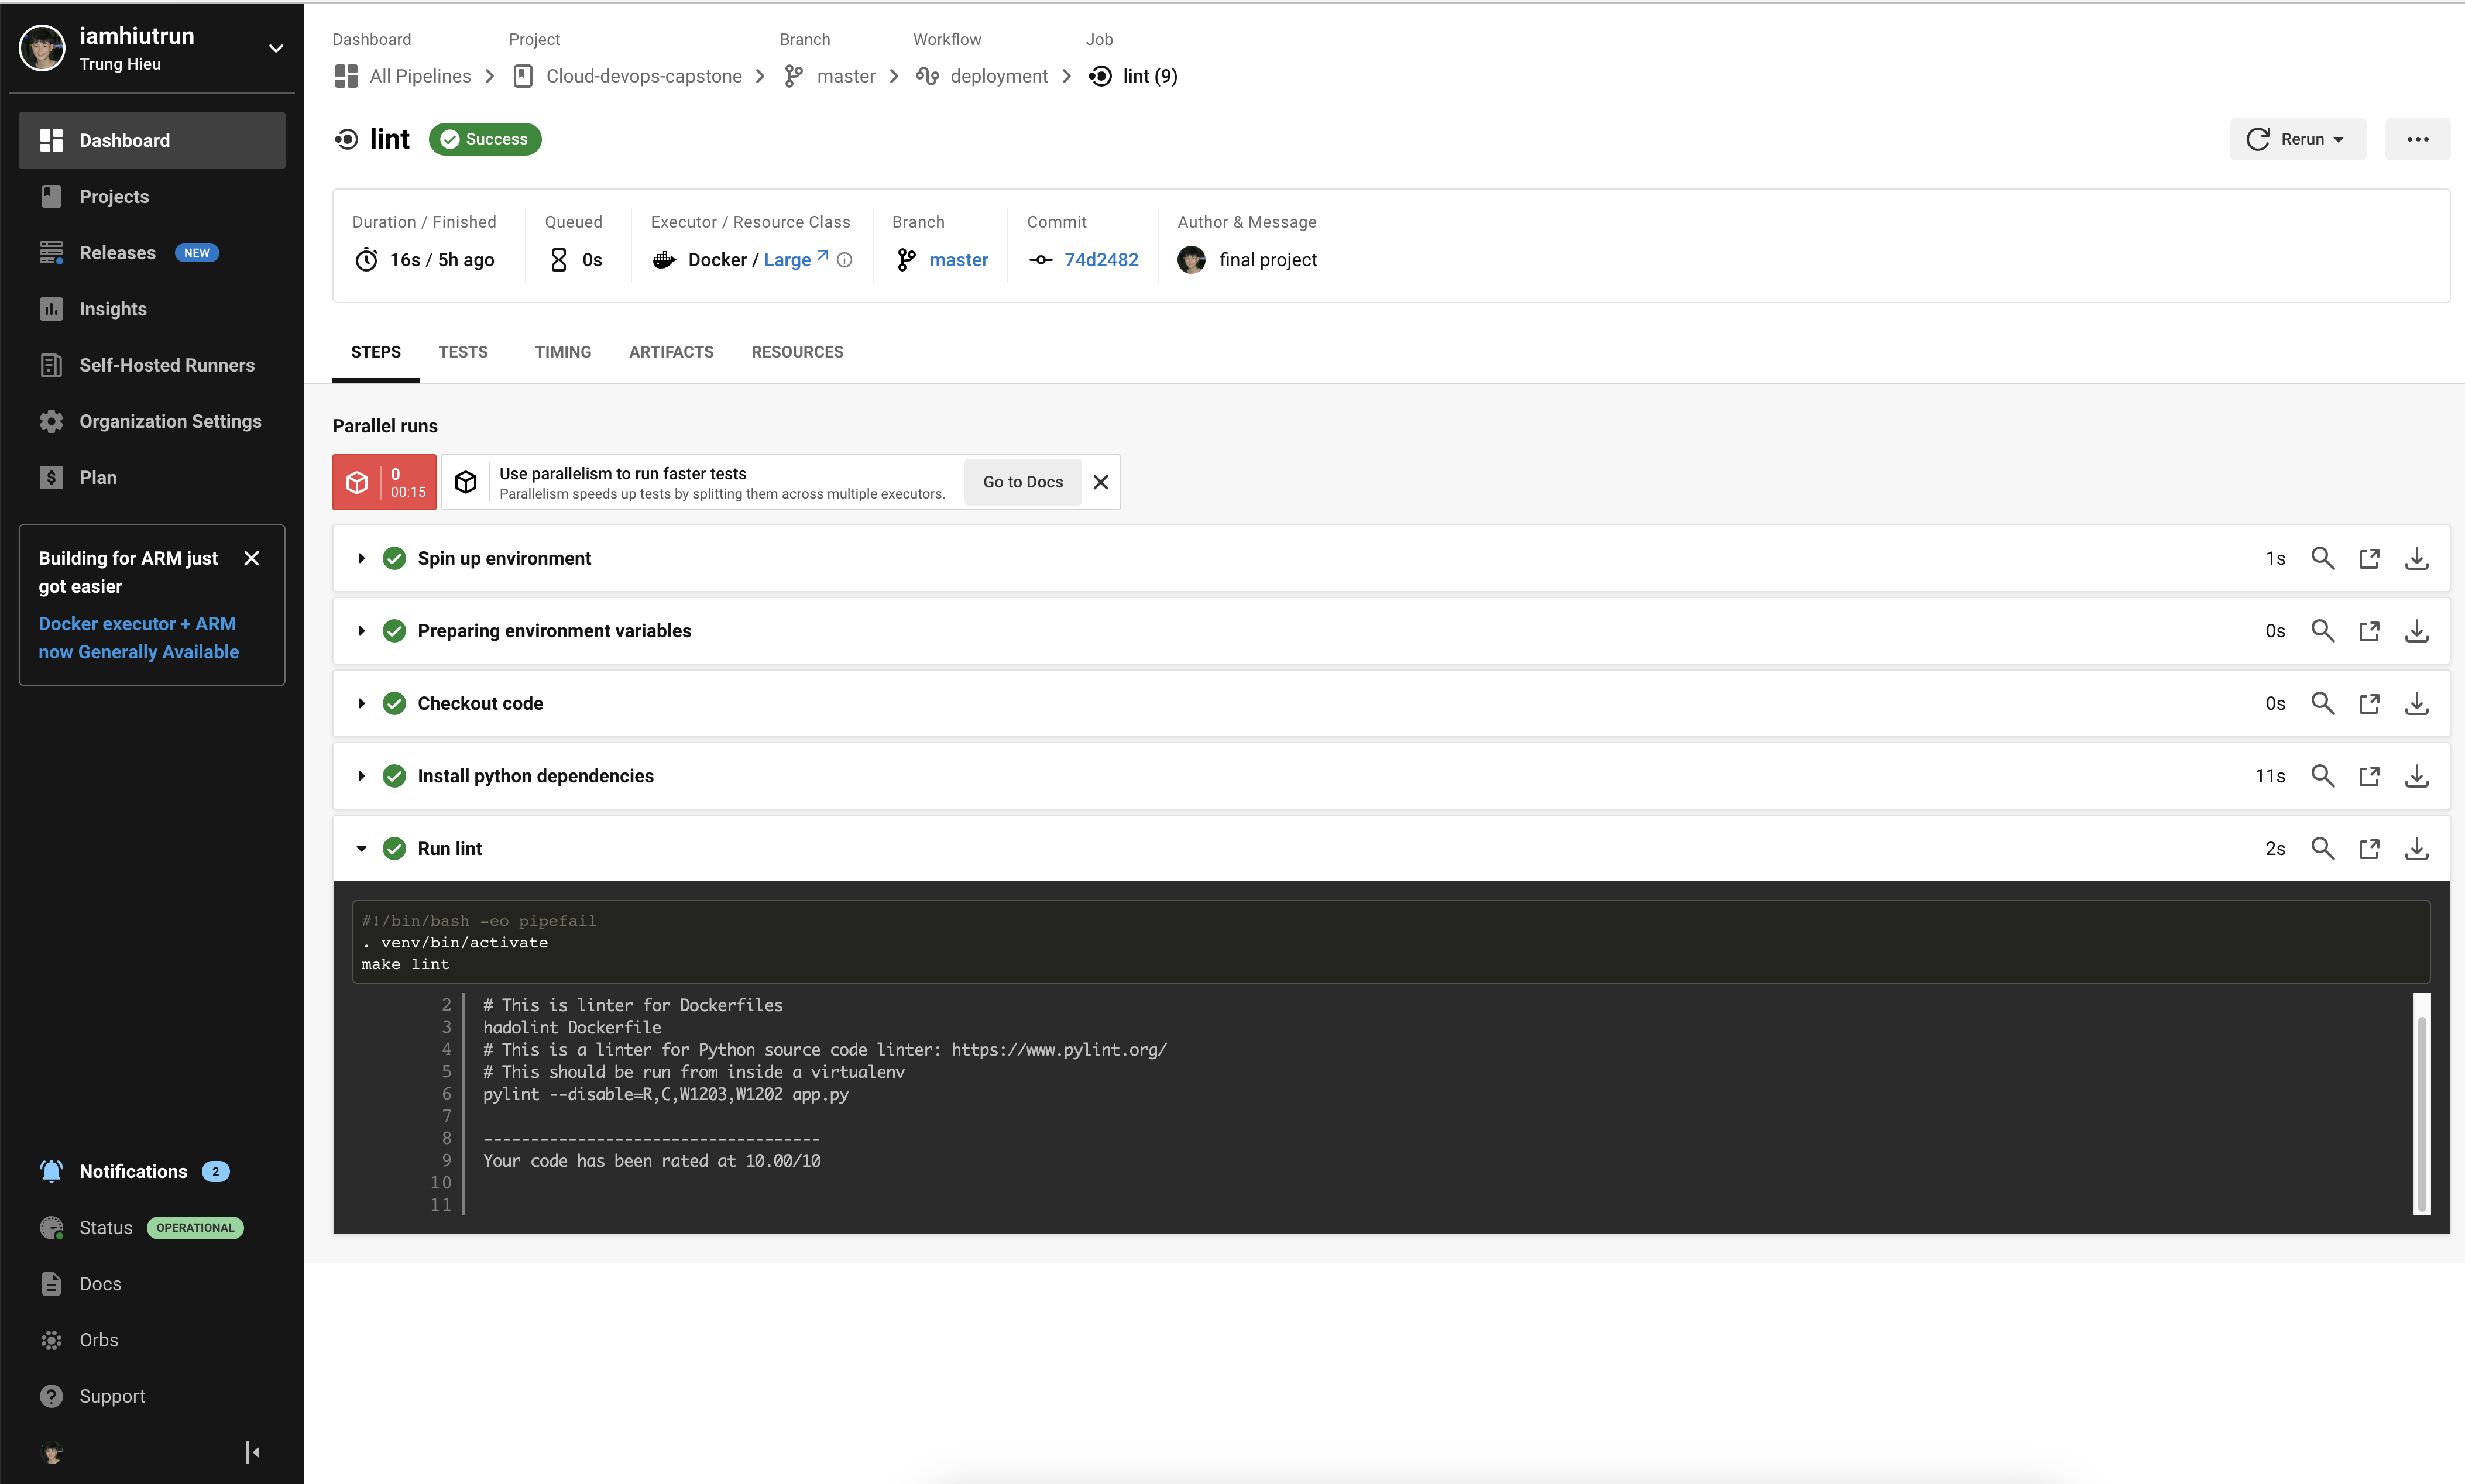 iamhiutrun
Trung Hieu
Dashboard
Projects
Releases NEW
Insights
Self-Hosted Runners
Organization Settings
Plan
Building for ARM just
got easier
Docker executor + ARM
now Generally Available
Notifications 2
Status OPERATIONAL
Docs
Orbs
Support
Dashboard Project Branch Workflow Job
All Pipelines Cloud-devops-capstone master deployment lint (9)
lint Success
Rerun
Duration / Finished Queued Executor / Resource Class Branch Commit Author & Message
16s / 5h ago 0s Docker / Large master 74d2482 final project
STEPS TESTS TIMING ARTIFACTS RESOURCES
Parallel runs
0
00:15
Use parallelism to run faster tests
Parallelism speeds up tests by splitting them across multiple executors.
Go to Docs
Spin up environment 1s
Preparing environment variables 0s
Checkout code 0s
Install python dependencies 11s
Run lint 2s
#!/bin/bash -eo pipefail
. venv/bin/activate
make lint
2 # This is linter for Dockerfiles
3 hadolint Dockerfile
4 # This is a linter for Python source code linter: https://www.pylint.org/
5 # This should be run from inside a virtualenv
6 pylint --disable=R,C,W1203,W1202 app.py
7
8 ------------------------------------
9 Your code has been rated at 10.00/10
10
11